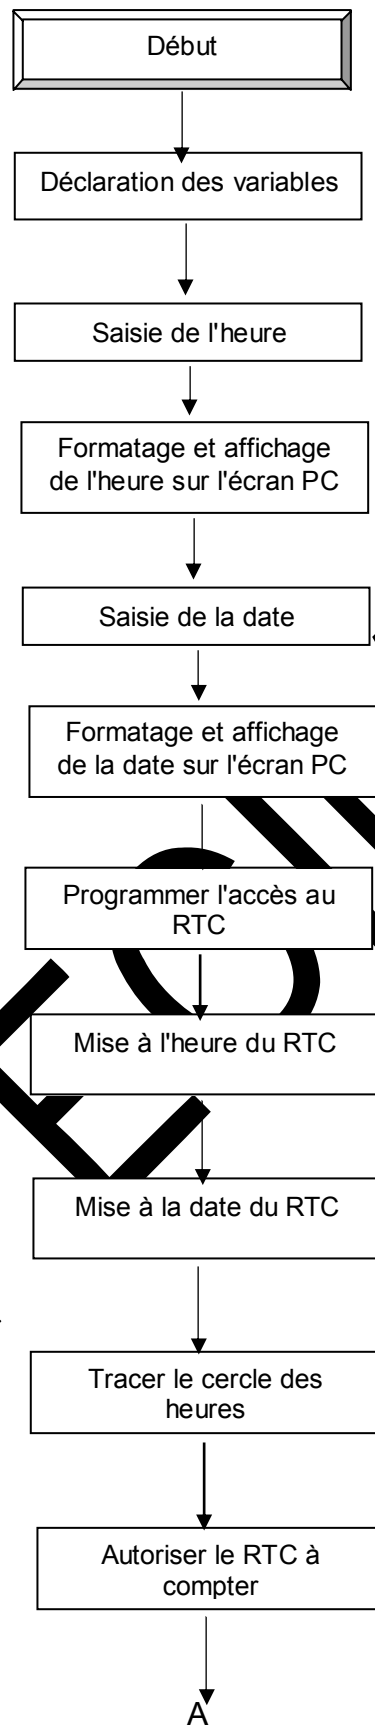 Début
Déclaration des variables
Saisie de l'heure
Formatage et affichage
de l'heure sur l'écran PC
Saisie de la date
Formatage et affichage
de la date sur l'écran PC
Programmer l'accès au
RTC
Mise à l'heure du RTC
Mise à la date du RTC
Tracer le cercle des
heures
Autoriser le RTC à
compter
A